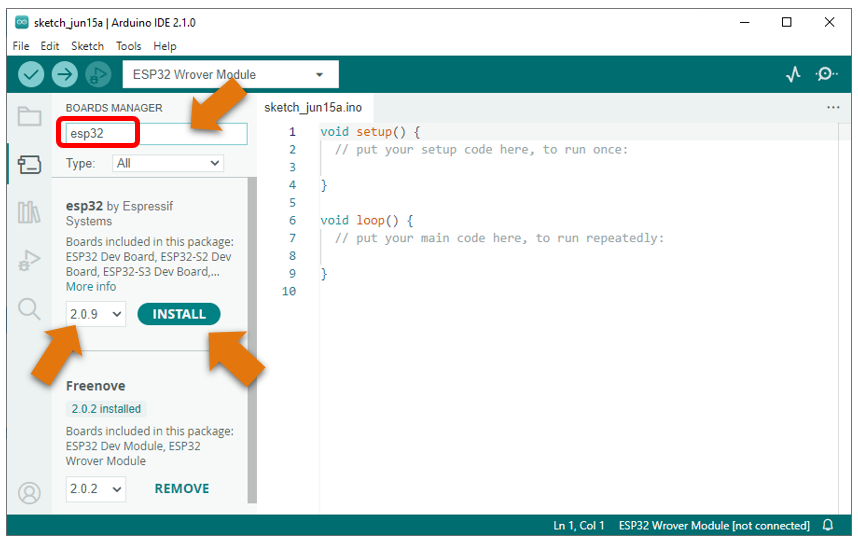 sketch_jun15a | Arduino IDE 2.1.0
File Edit Sketch Tools Help
ESP32 Wrover Module
BOARDS MANAGER
esp32
Type: All
esp32 by Espressif
Systems
Boards included in this package:
ESP32 Dev Board, ESP32-S2 Dev
Board, ESP32-S3 Dev Board,...
More info
2.0.9 INSTALL
Freenove
2.0.2 installed
Boards included in this package:
ESP32 Dev Module, ESP32
Wrover Module
2.0.2 REMOVE
sketch_jun15a.ino
1 void setup() {
2 // put your setup code here, to run once:
3
4 }
5
6 void loop() {
7 // put your main code here, to run repeatedly:
8
9 }
10
Ln 1, Col 1 ESP32 Wrover Module [not connected]